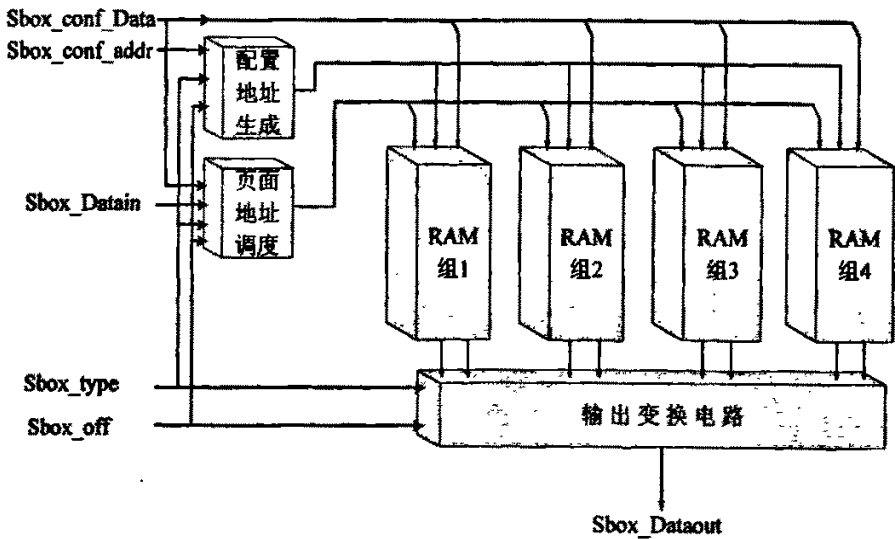 Sbox_conf_Data
Sbox_conf_addr
配置
地址
生成
页面
地址
调度
Sbox_Datain
RAM
组1
RAM
组2
RAM
组3
RAM
组4
Sbox_type
Sbox_off
输出变换电路
Sbox_Dataout